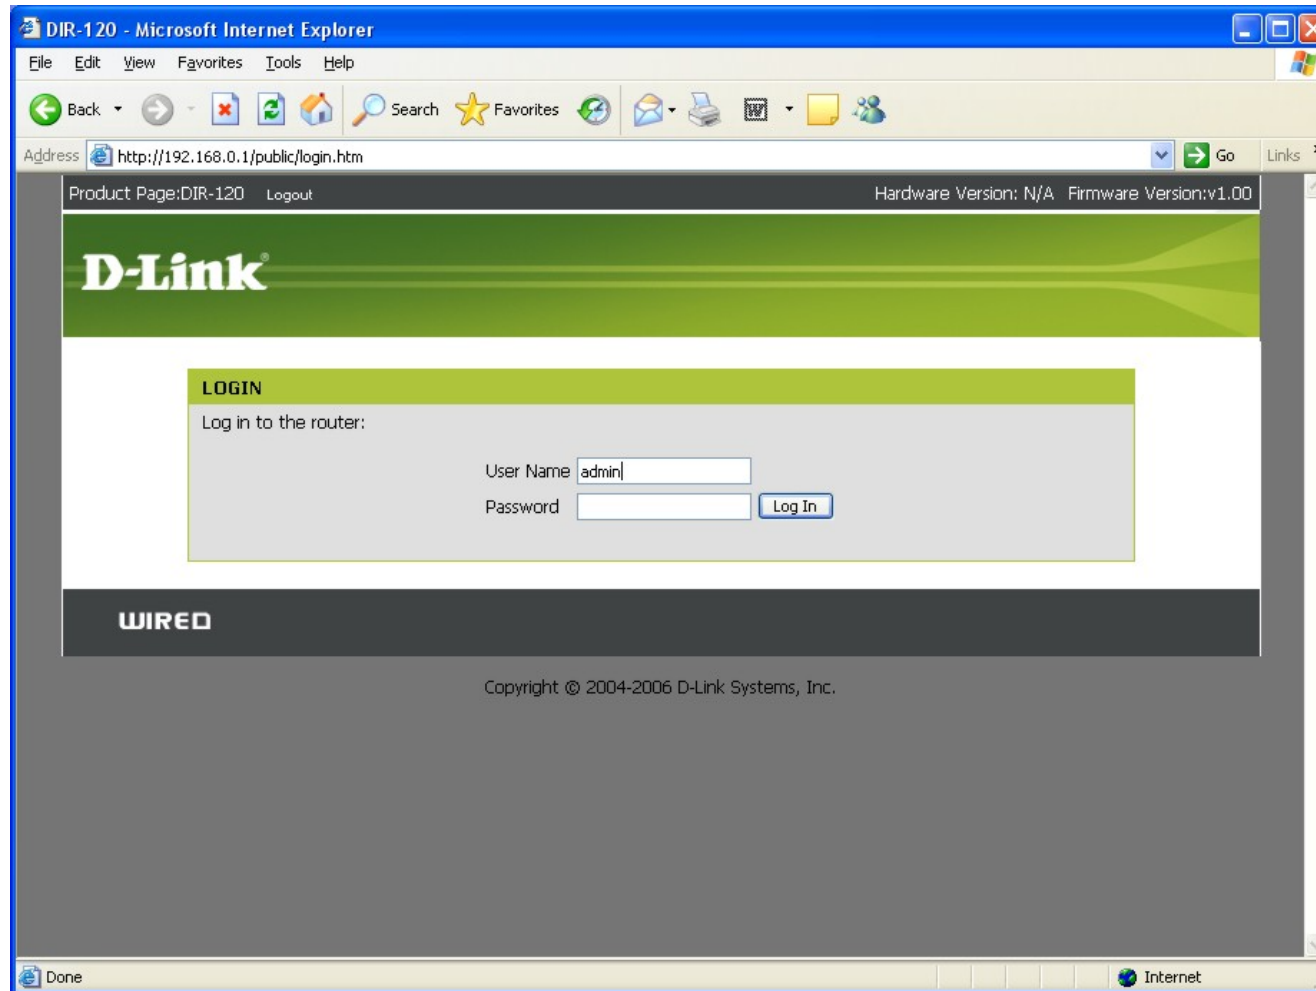 DIR-120 - Microsoft Internet Explorer
File Edit View Favorites Tools Help
Back Search Favorites
Address http://192.168.0.1/public/login.htm Go Links
Product Page:DIR-120 Logout Hardware Version: N/A Firmware Version:v1.00
D-Link®
LOGIN
Log in to the router:
User Name admin
Password Log In
WIRED
Copyright © 2004-2006 D-Link Systems, Inc.
Done Internet